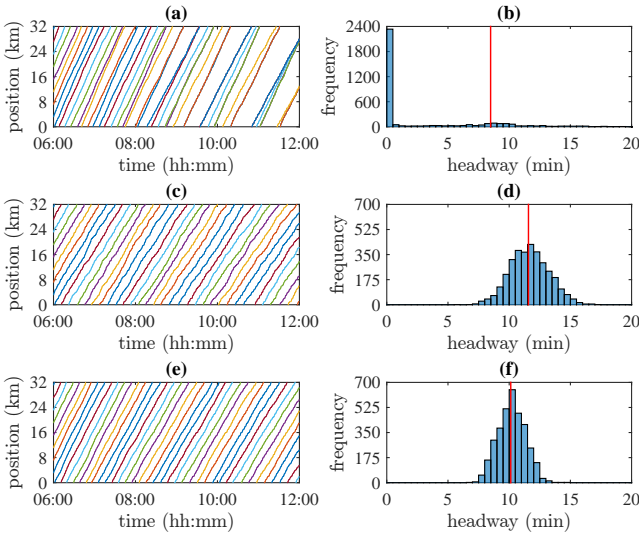 (a)
position (km)
32
24
16
8
0
06:00 08:00 10:00 12:00
time (hh:mm)
(b)
frequency
2400
1800
1200
600
0
0 5 10 15 20
headway (min)
(c)
position (km)
32
24
16
8
0
06:00 08:00 10:00 12:00
time (hh:mm)
(d)
frequency
700
525
350
175
0
0 5 10 15 20
headway (min)
(e)
position (km)
32
24
16
8
0
06:00 08:00 10:00 12:00
time (hh:mm)
(f)
frequency
700
525
350
175
0
0 5 10 15 20
headway (min)